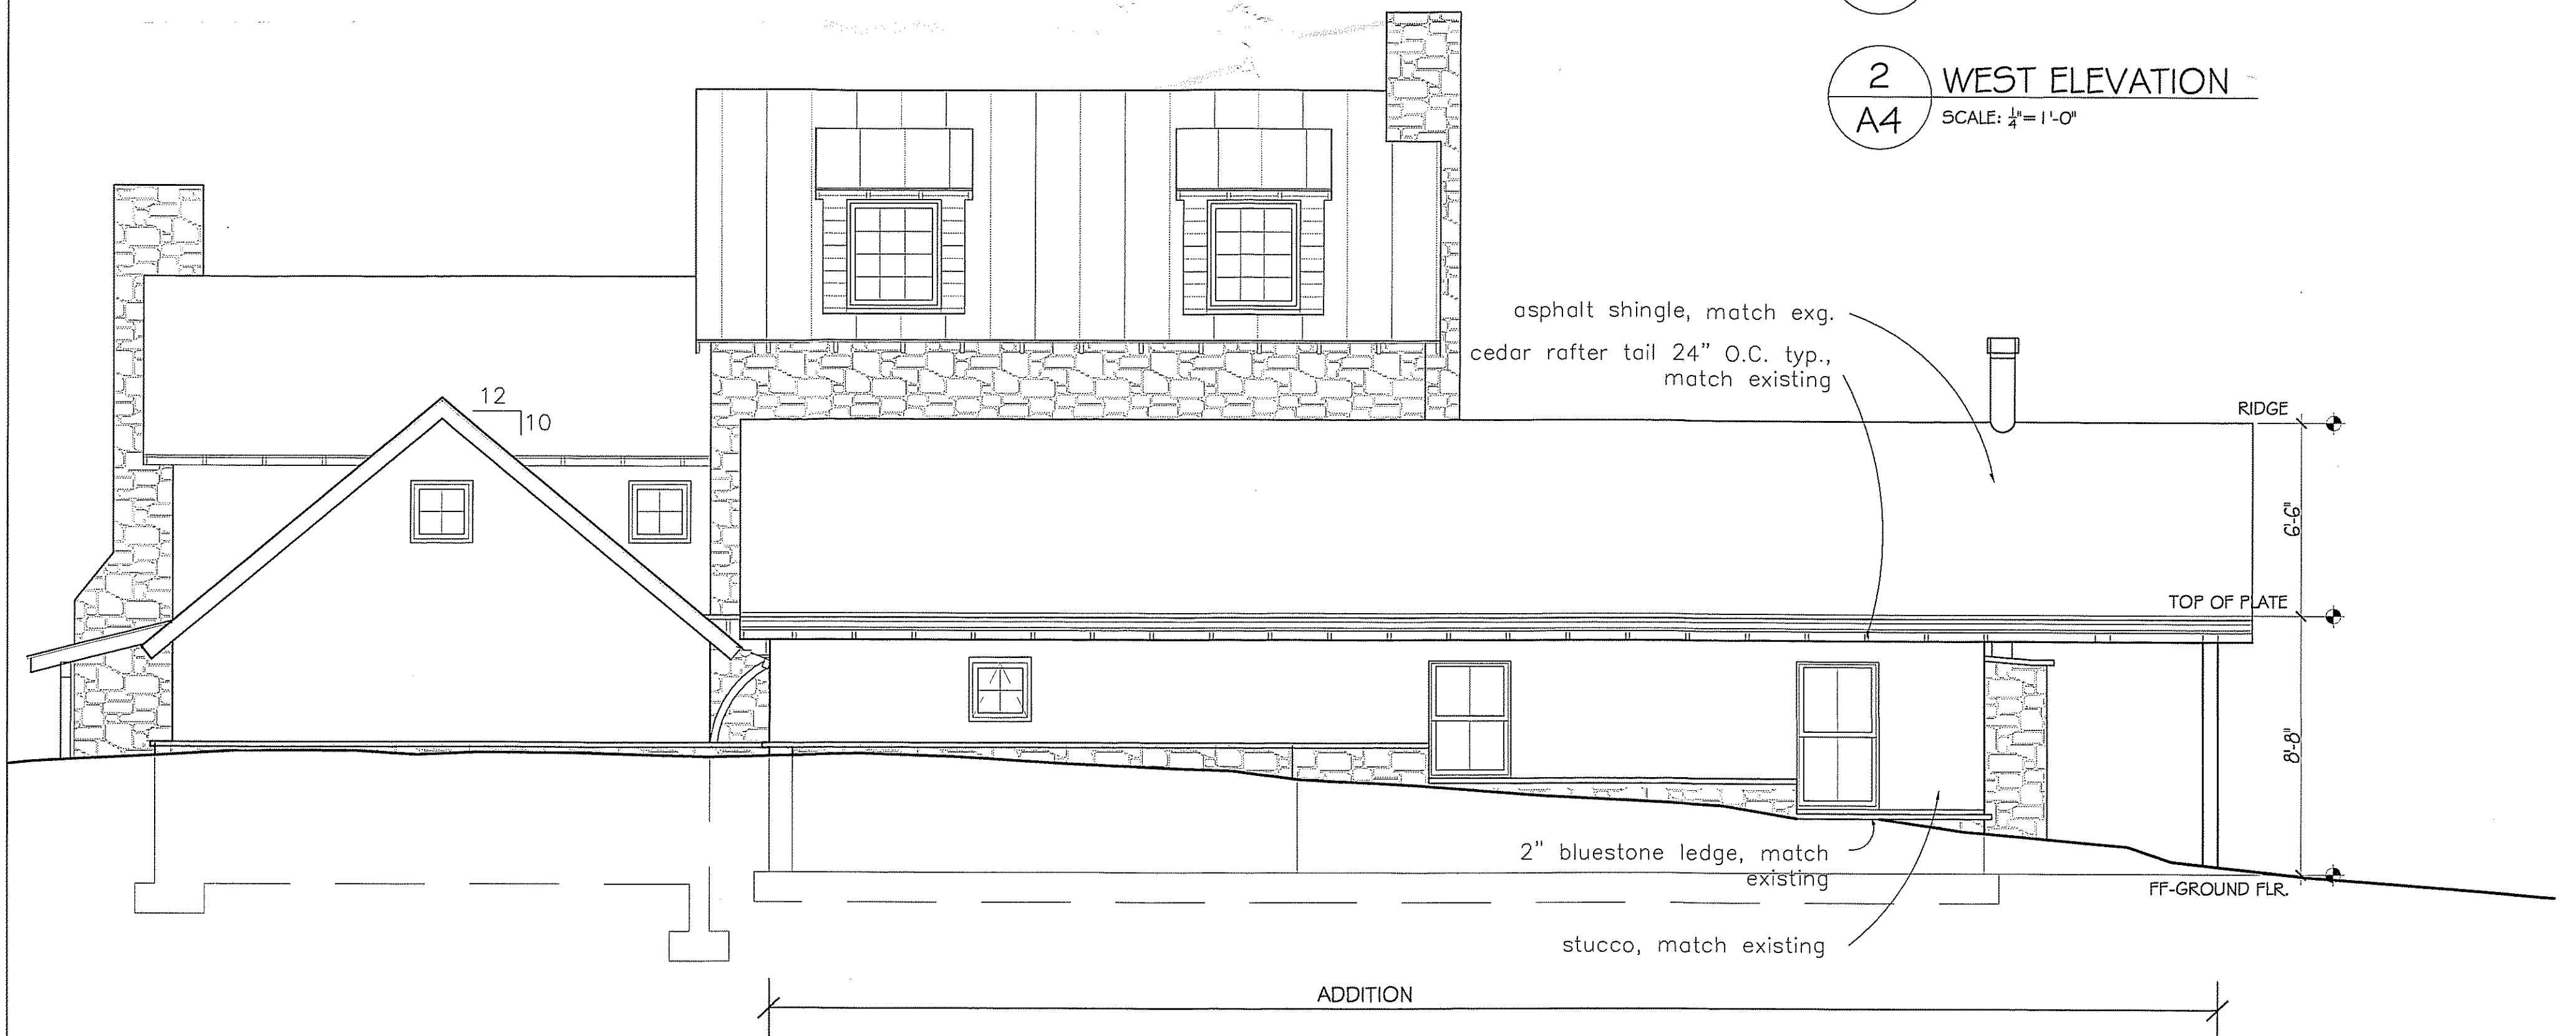 2
A4
WEST ELEVATION
SCALE: 1/4"= 1'-0"
asphalt shingle, match exg.
cedar rafter tail 24" O.C. typ.,
match existing
12
10
RIDGE
6'-6"
TOP OF PLATE
8'-8"
2" bluestone ledge, match
existing
FF-GROUND FLR.
stucco, match existing
ADDITION